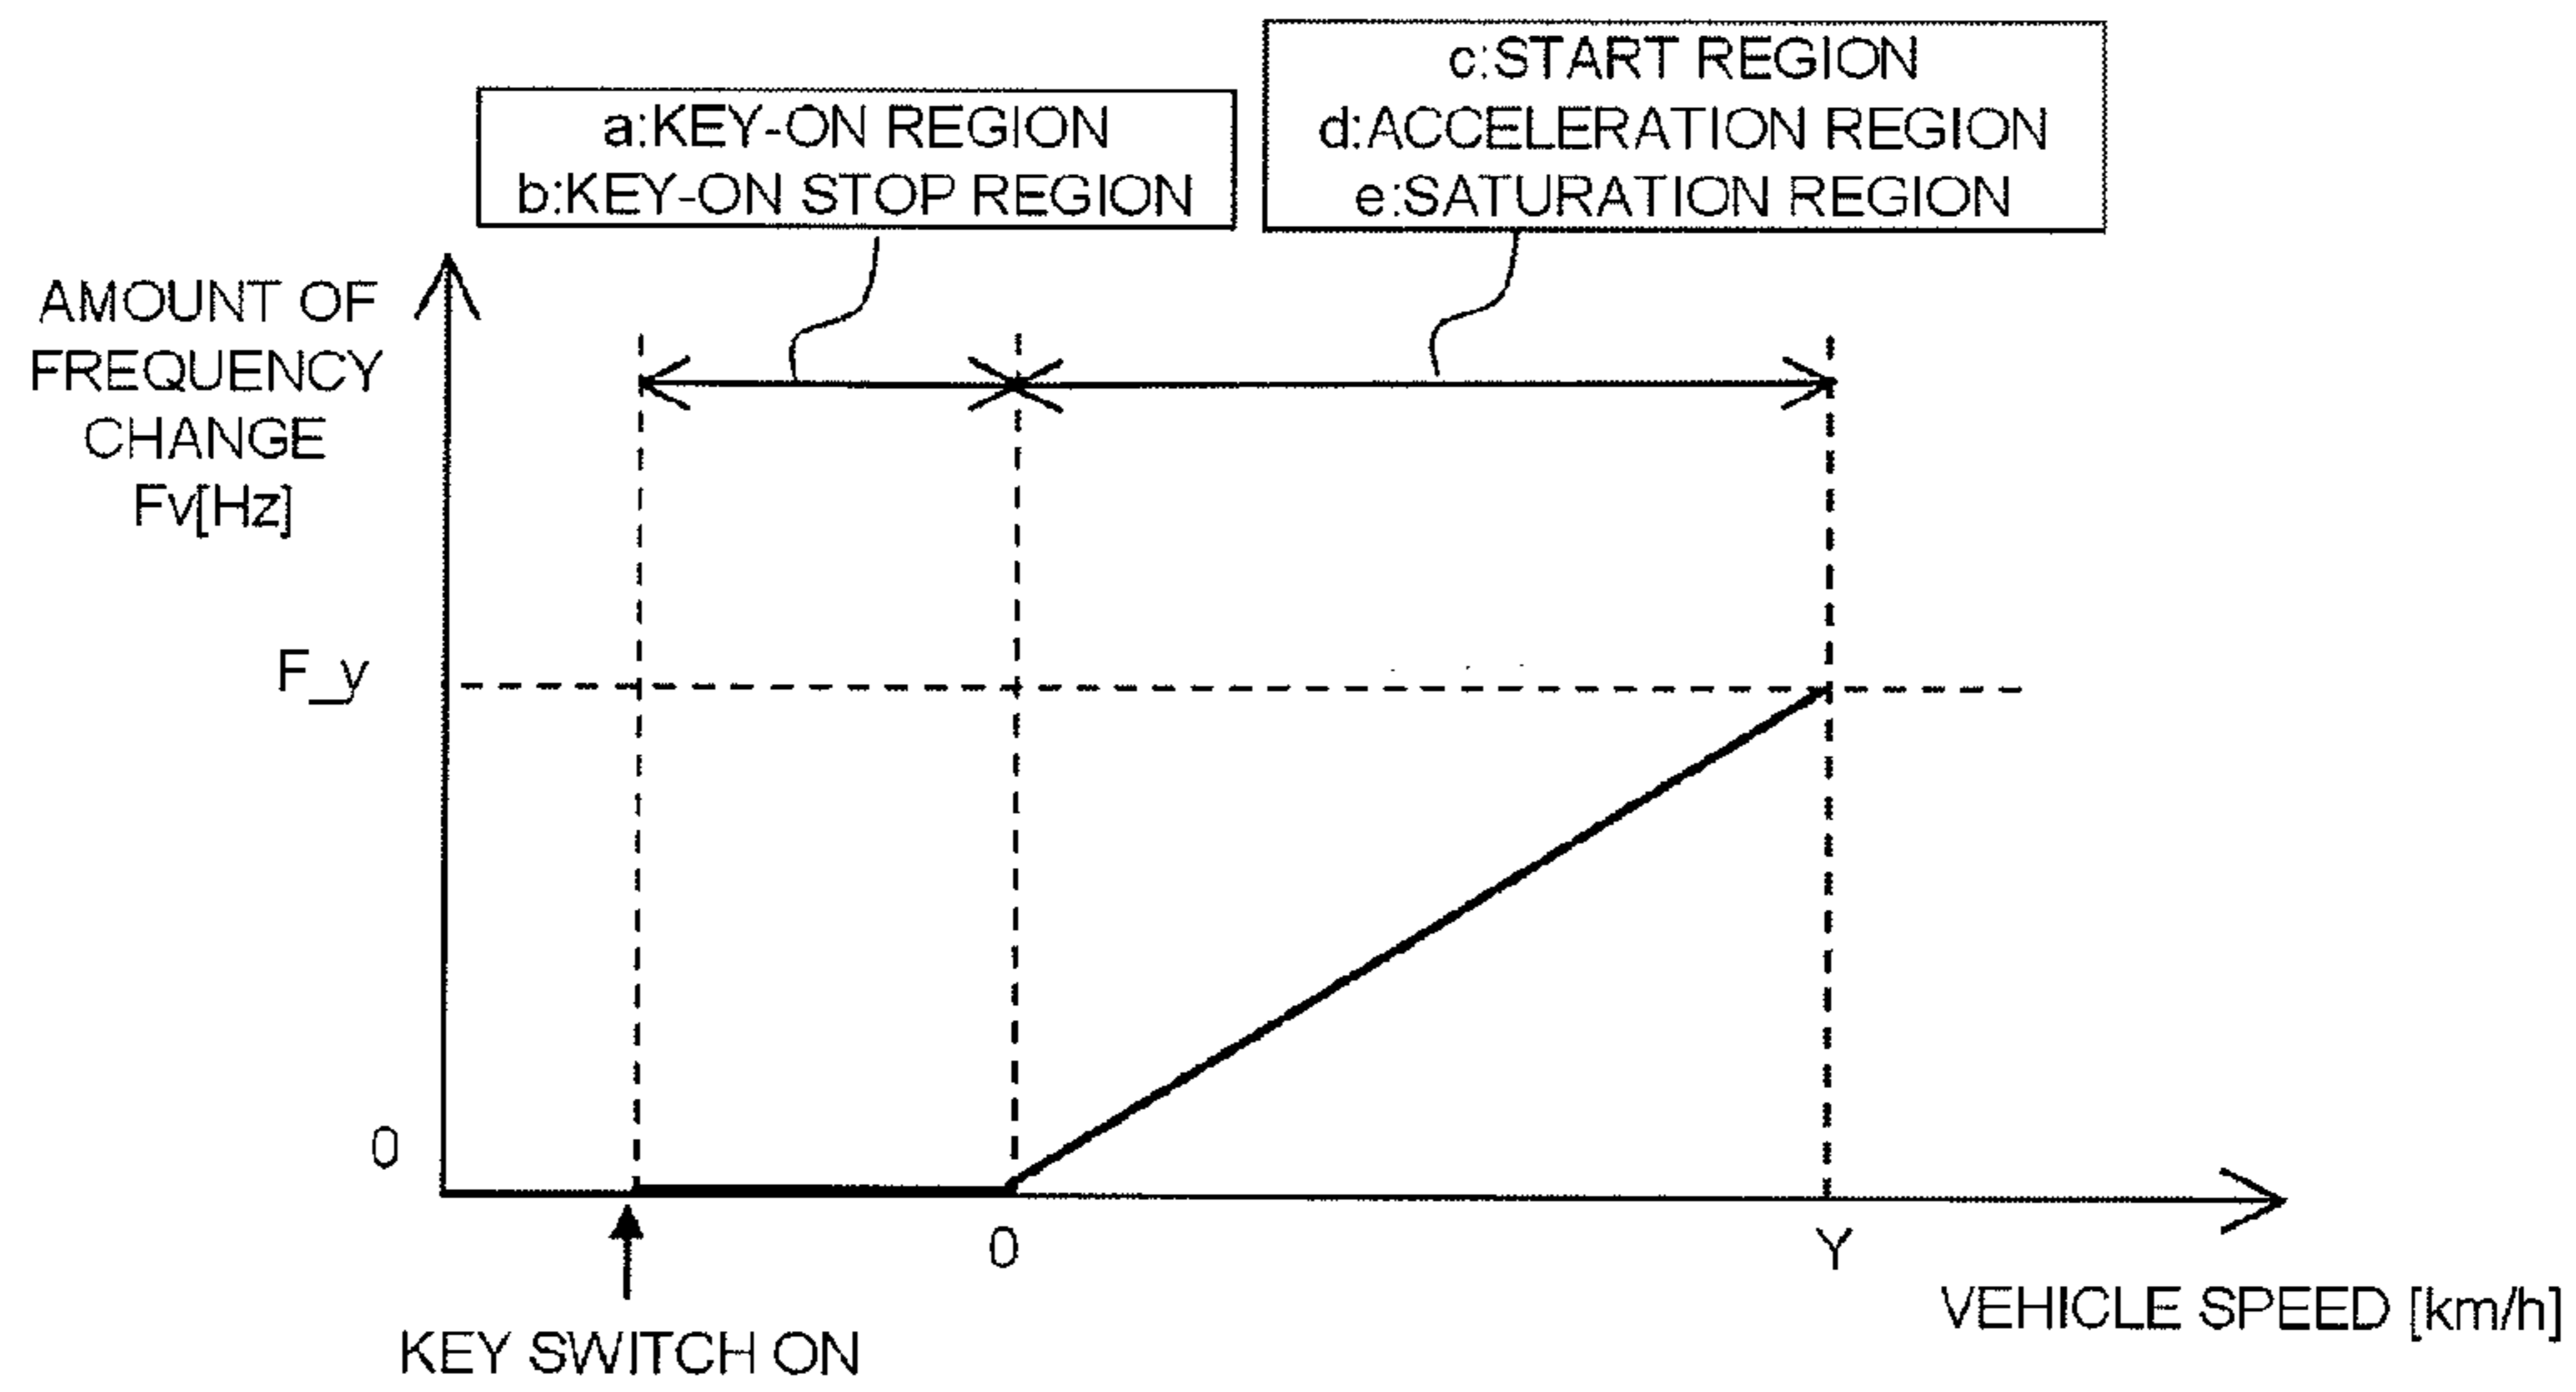 c:START REGION
d:ACCELERATION REGION
e:SATURATION REGION
a:KEY-ON REGION
b:KEY-ON STOP REGION
AMOUNT OF
FREQUENCY
CHANGE
Fv[Hz]
F_y
0
0
Y
VEHICLE SPEED [km/h]
KEY SWITCH ON